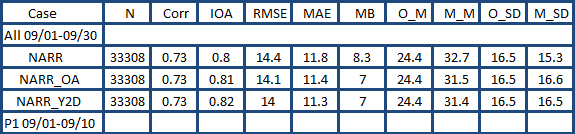 Case N Corr IOA RMSE MAE MB O_M M_M O_SD M_SD
All 09/01-09/30
NARR 33308 0.73 0.8 14.4 11.8 8.3 24.4 32.7 16.5 15.3
NARR_OA 33308 0.73 0.81 14.1 11.4 7 24.4 31.5 16.5 16.6
NARR_Y2D 33308 0.73 0.82 14 11.3 7 24.4 31.4 16.5 16.5
P1 09/01-09/10